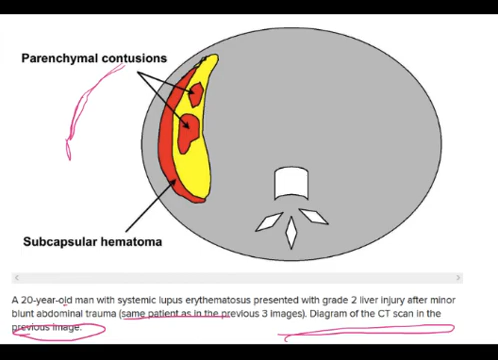 Parenchymal contusions
Subcapsular hematoma
A 20-year-old man with systemic lupus erythematosus presented with grade 2 liver injury after minor
blunt abdominal trauma (same patient as in the previous 3 images). Diagram of the CT scan in the
previous image.